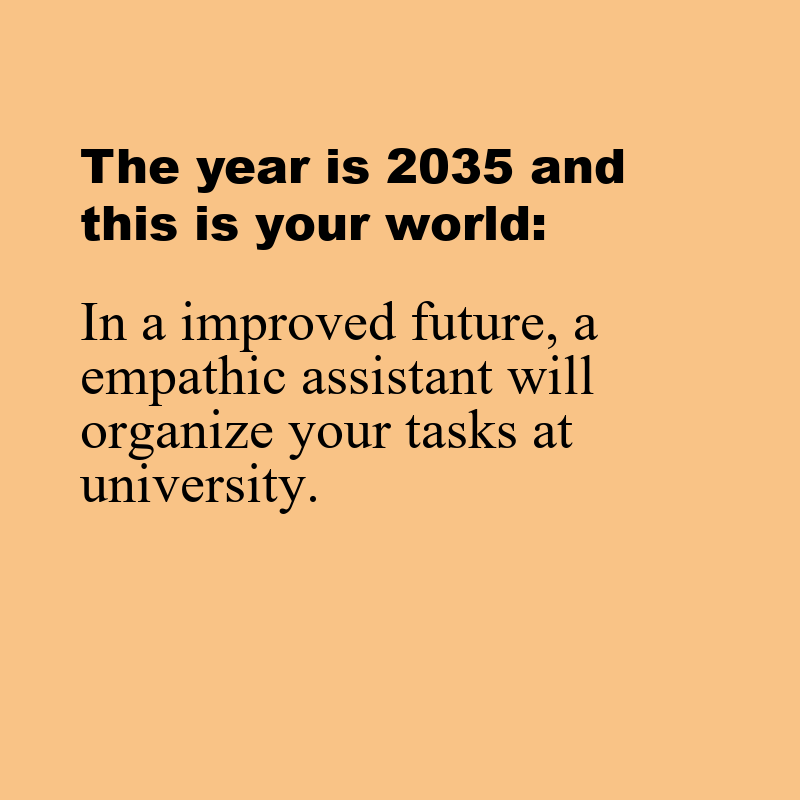 The year is 2035 and
this is your world:
In a improved future, a
empathic assistant will
organize your tasks at
university.